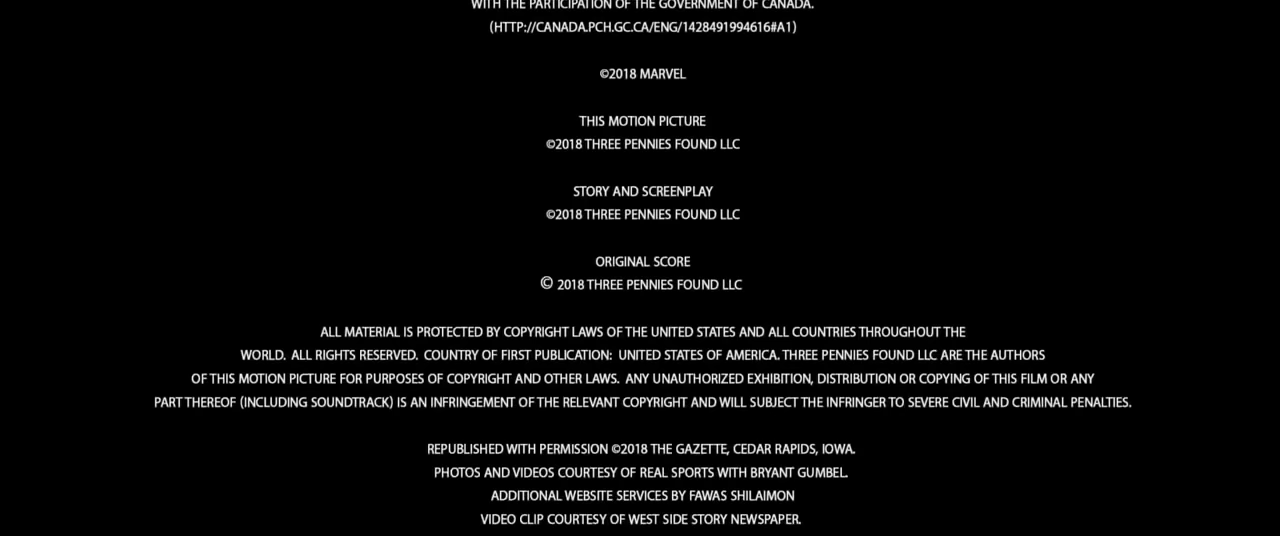 WITH THE PARTICIPATION OF THE GOVERNMENT OF CANADA.
(HTTP://CANADA.PCH.GC.CA/ENG/1428491994616#A1)
©2018 MARVEL
THIS MOTION PICTURE
©2018 THREE PENNIES FOUND LLC
STORY AND SCREENPLAY
©2018 THREE PENNIES FOUND LLC
ORIGINAL SCORE
© 2018 THREE PENNIES FOUND LLC
ALL MATERIAL IS PROTECTED BY COPYRIGHT LAWS OF THE UNITED STATES AND ALL COUNTRIES THROUGHOUT THE
WORLD. ALL RIGHTS RESERVED. COUNTRY OF FIRST PUBLICATION: UNITED STATES OF AMERICA. THREE PENNIES FOUND LLC ARE THE AUTHORS
OF THIS MOTION PICTURE FOR PURPOSES OF COPYRIGHT AND OTHER LAWS. ANY UNAUTHORIZED EXHIBITION, DISTRIBUTION OR COPYING OF THIS FILM OR ANY
PART THEREOF (INCLUDING SOUNDTRACK) IS AN INFRINGEMENT OF THE RELEVANT COPYRIGHT AND WILL SUBJECT THE INFRINGER TO SEVERE CIVIL AND CRIMINAL PENALTIES.
REPUBLISHED WITH PERMISSION ©2018 THE GAZETTE, CEDAR RAPIDS, IOWA.
PHOTOS AND VIDEOS COURTESY OF REAL SPORTS WITH BRYANT GUMBEL.
ADDITIONAL WEBSITE SERVICES BY FAWAS SHILAIMON
VIDEO CLIP COURTESY OF WEST SIDE STORY NEWSPAPER.